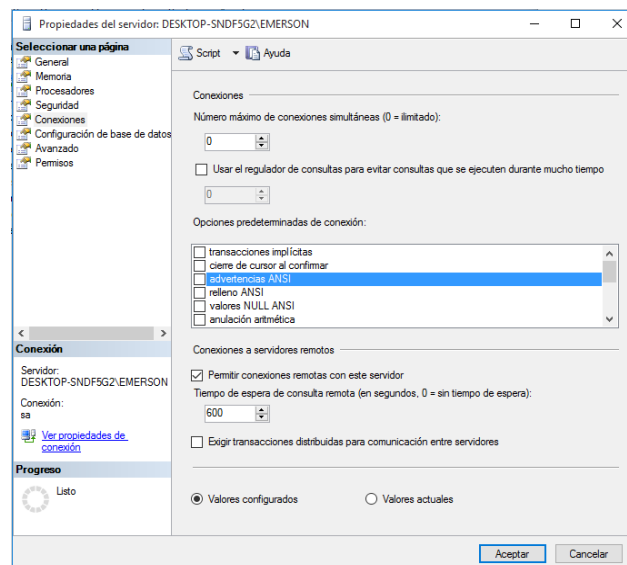 Propiedades del servidor: DESKTOP-SNDF5G2\EMERSON
Seleccionar una página
General
Memoria
Procesadores
Seguridad
Conexiones
Configuración de base de datos
Avanzado
Permisos
Conexión
Servidor:
DESKTOP-SNDF5G2\EMERSON
Conexión:
sa
Ver propiedades de
conexión
Progreso
Listo
Script
Ayuda
Conexiones
Número máximo de conexiones simultáneas (0 = ilimitado):
0
Usar el regulador de consultas para evitar consultas que se ejecuten durante mucho tiempo
0
Opciones predeterminadas de conexión:
transacciones implícitas
cierre de cursor al confirmar
advertencias ANSI
relleno ANSI
valores NULL ANSI
anulación aritmética
Conexiones a servidores remotos
Permitir conexiones remotas con este servidor
Tiempo de espera de consulta remota (en segundos, 0 = sin tiempo de espera):
600
Exigir transacciones distribuidas para comunicación entre servidores
Valores configurados
Valores actuales
Aceptar
Cancelar